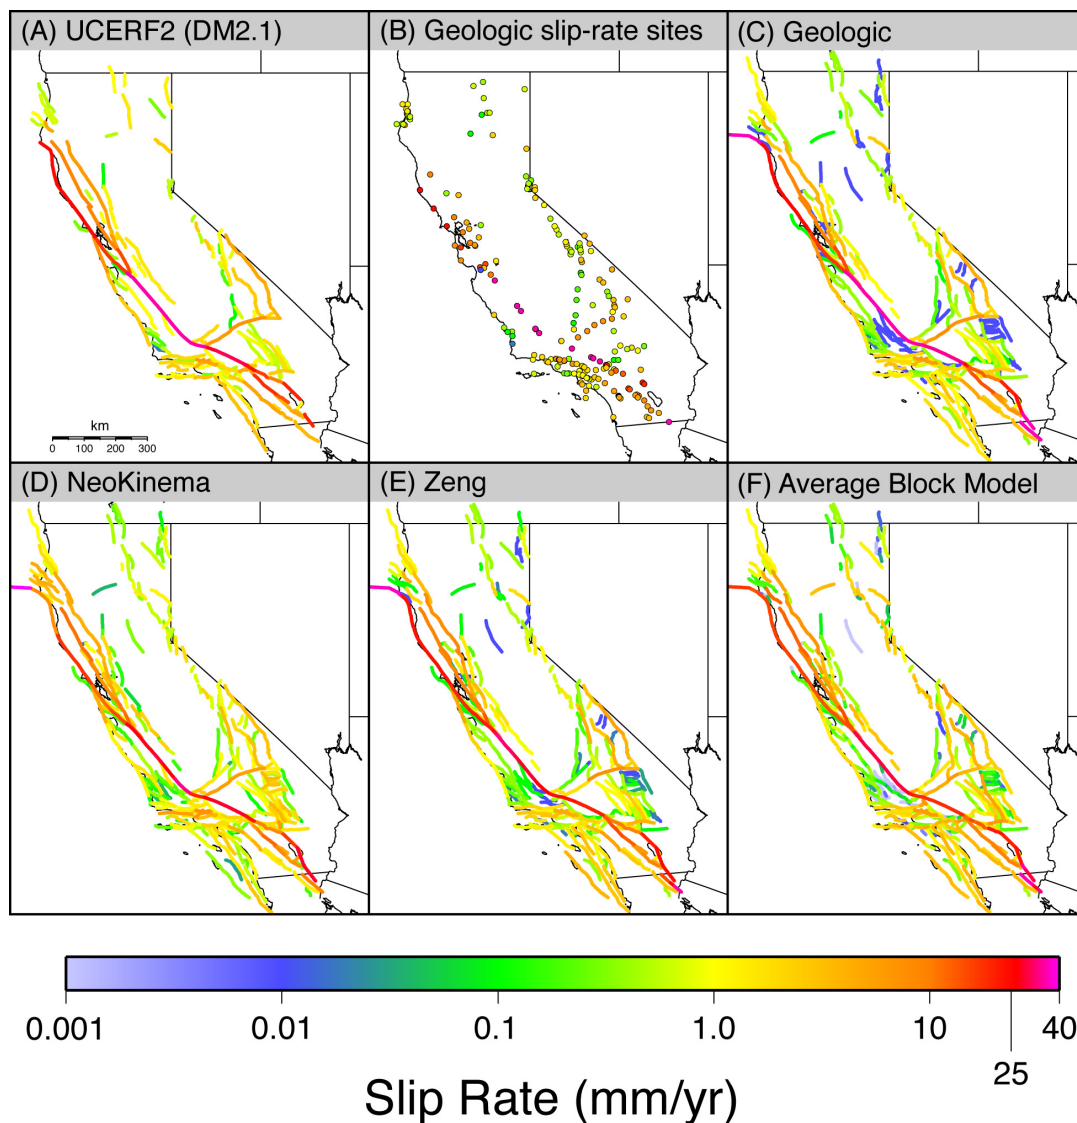 (A) UCERF2 (DM2.1)
(B) Geologic slip-rate sites
(C) Geologic
km
0 100 200 300
(D) NeoKinema
(E) Zeng
(F) Average Block Model
0.001 0.01 0.1 1.0 10 40
25
Slip Rate (mm/yr)